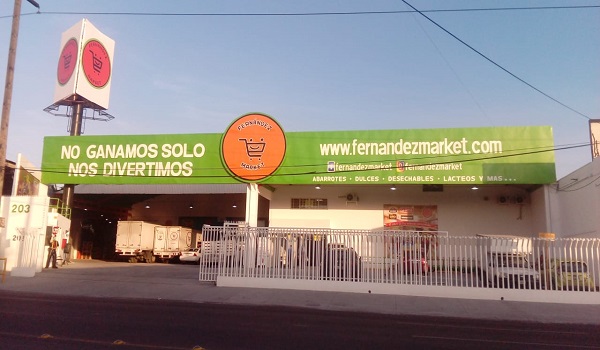 NO GANAMOS SOLO
NOS DIVERTIMOS
FERNANDEZ
MARKET
www.fernandezmarket.com
fernandezmarket fernandezmarket
ABARROTES · DULCES · DESECHABLES · LACTEOS Y MAS...
203